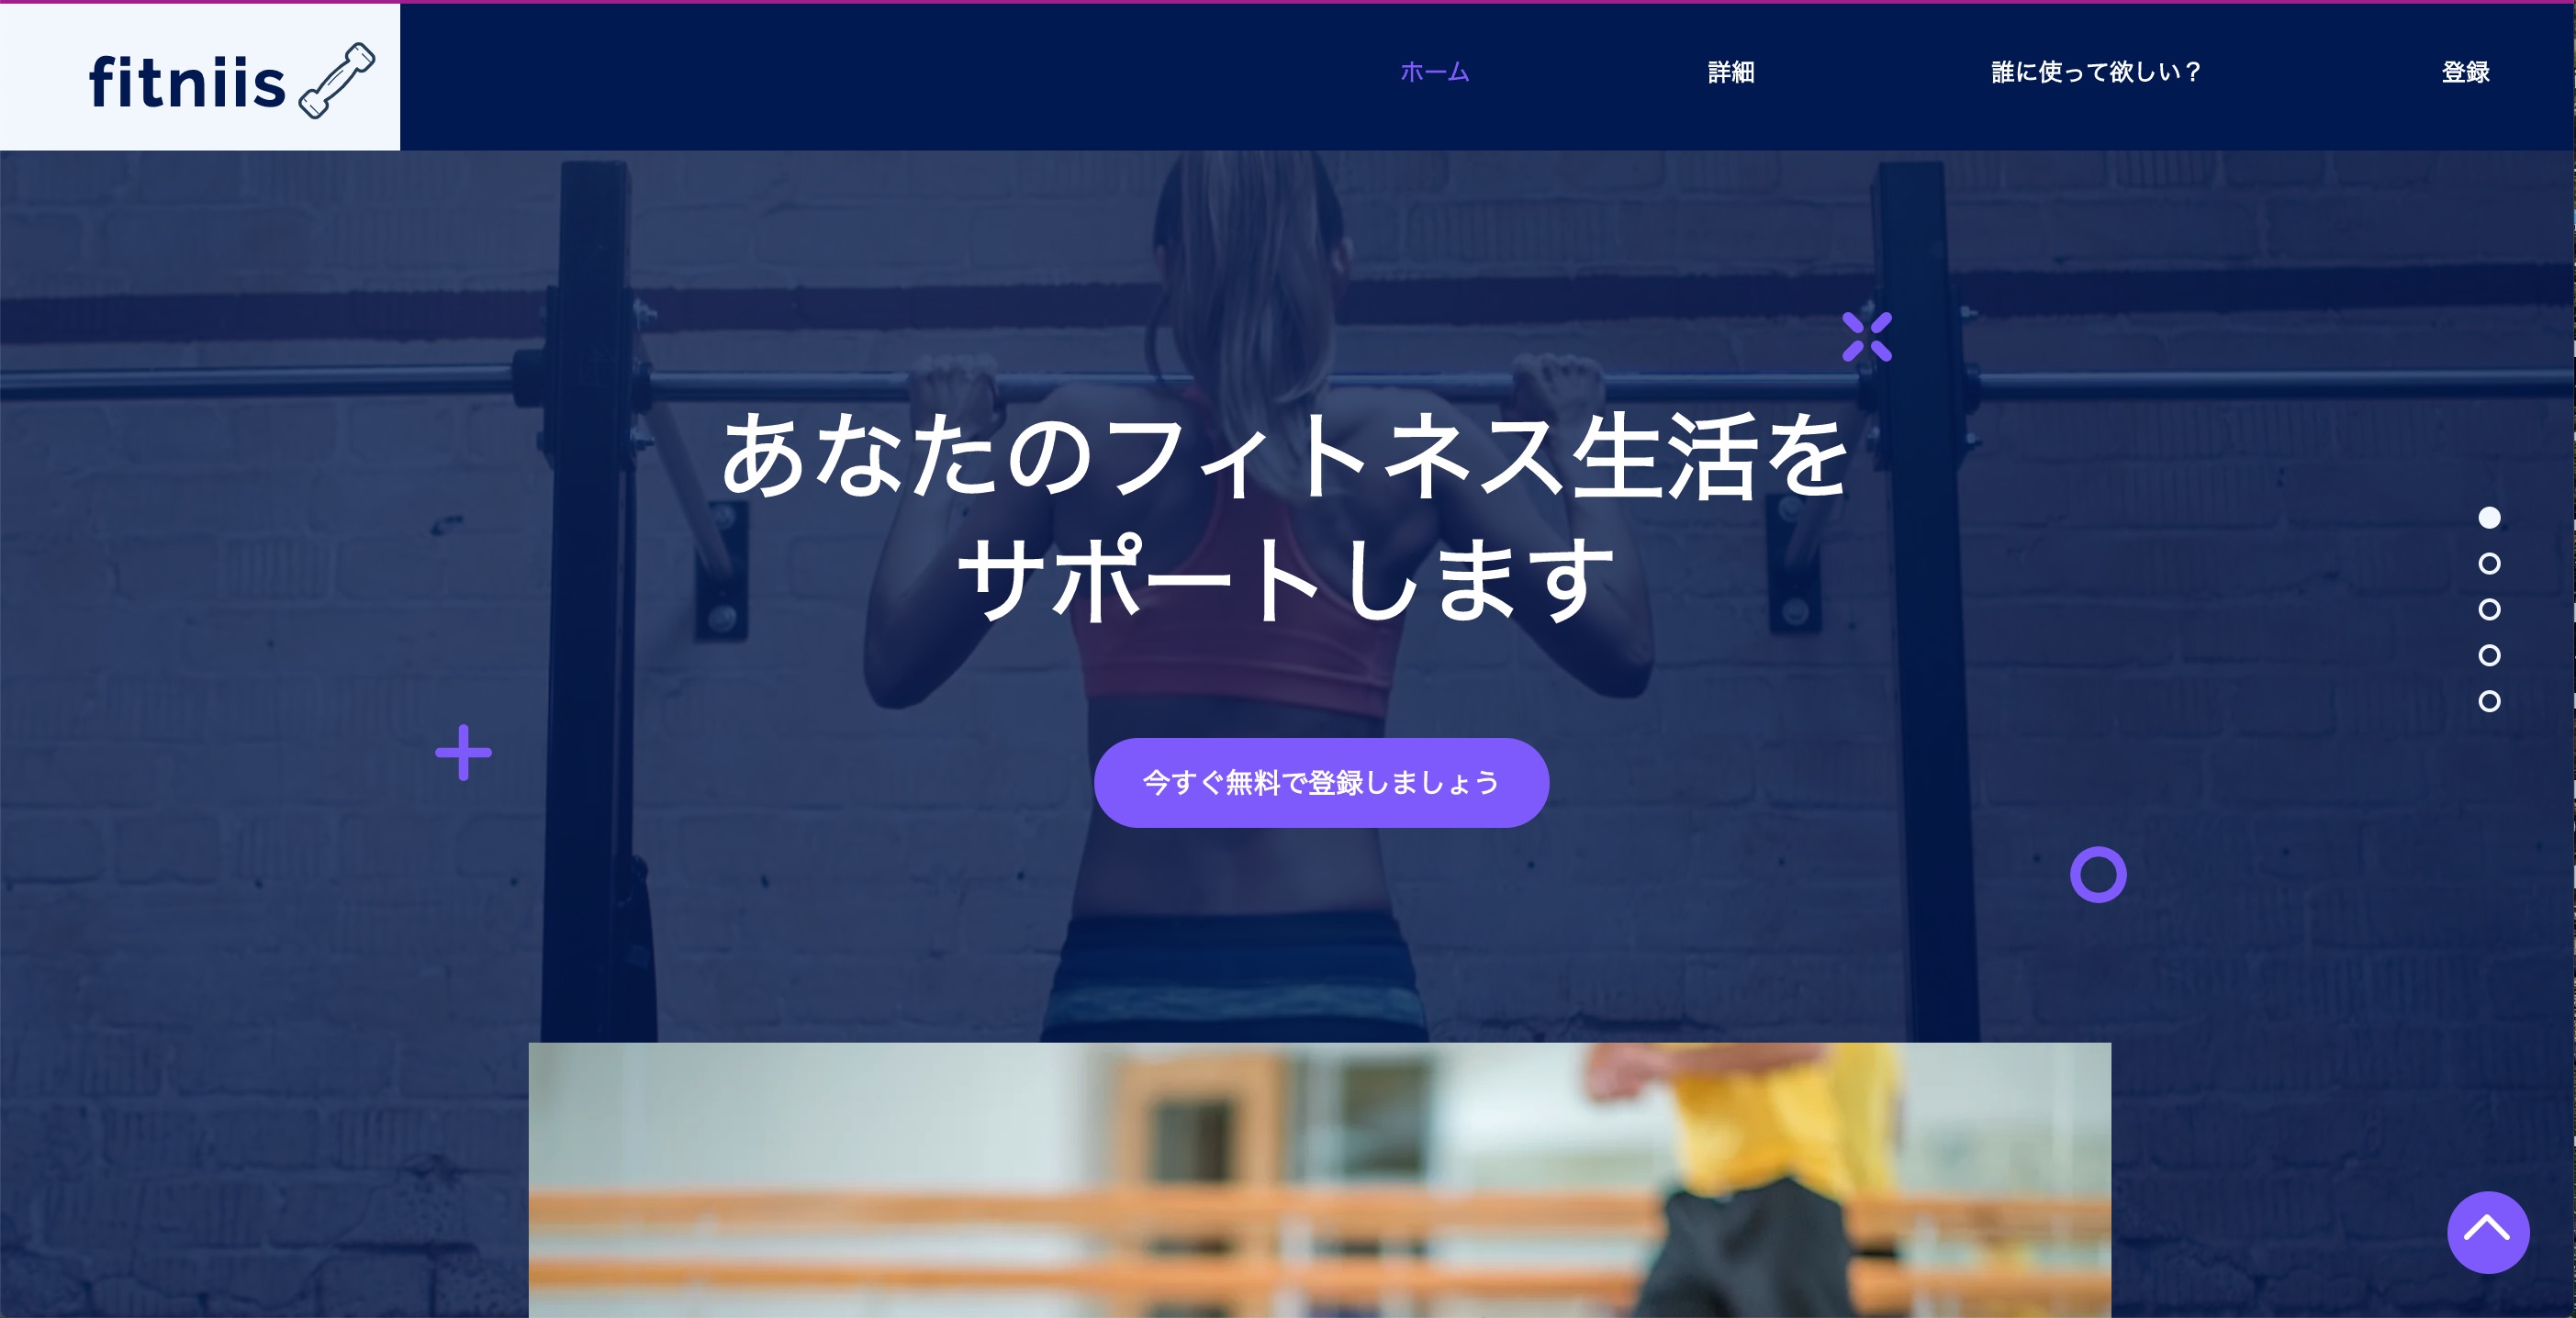 fitniis
ホーム
詳細
誰に使って欲しい？
登録
あなたのフィトネス生活を
サポートします
今すぐ無料で登録しましょう